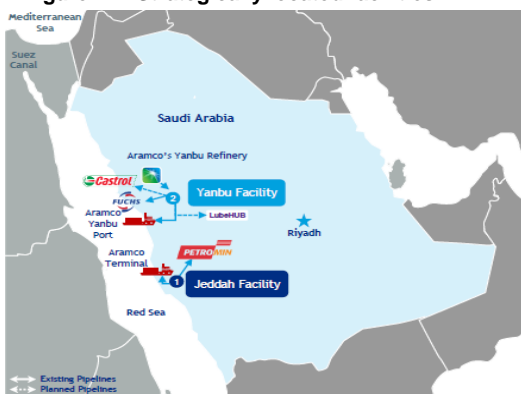 Mediterranean
Sea
Suez
Canal
Saudi Arabia
Aramco's Yanbu Refinery
Castrol
FUCHS
2
Yanbu Facility
LubeHUB
Aramco
Yanbu
Port
Riyadh
Aramco
Terminal
PETROMIN
1
Jeddah Facility
Red Sea
Existing Pipelines
Planned Pipelines